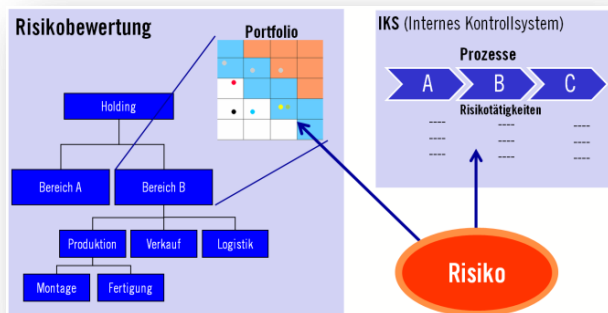 Risikobewertung
Portfolio
Holding
Bereich A
Bereich B
Produktion
Verkauf
Logistik
Montage
Fertigung
IKS (Internes Kontrollsystem)
Prozesse
A
B
C
Risikotätigkeiten
---- ---- ----
---- ---- ----
---- ---- ----
Risiko